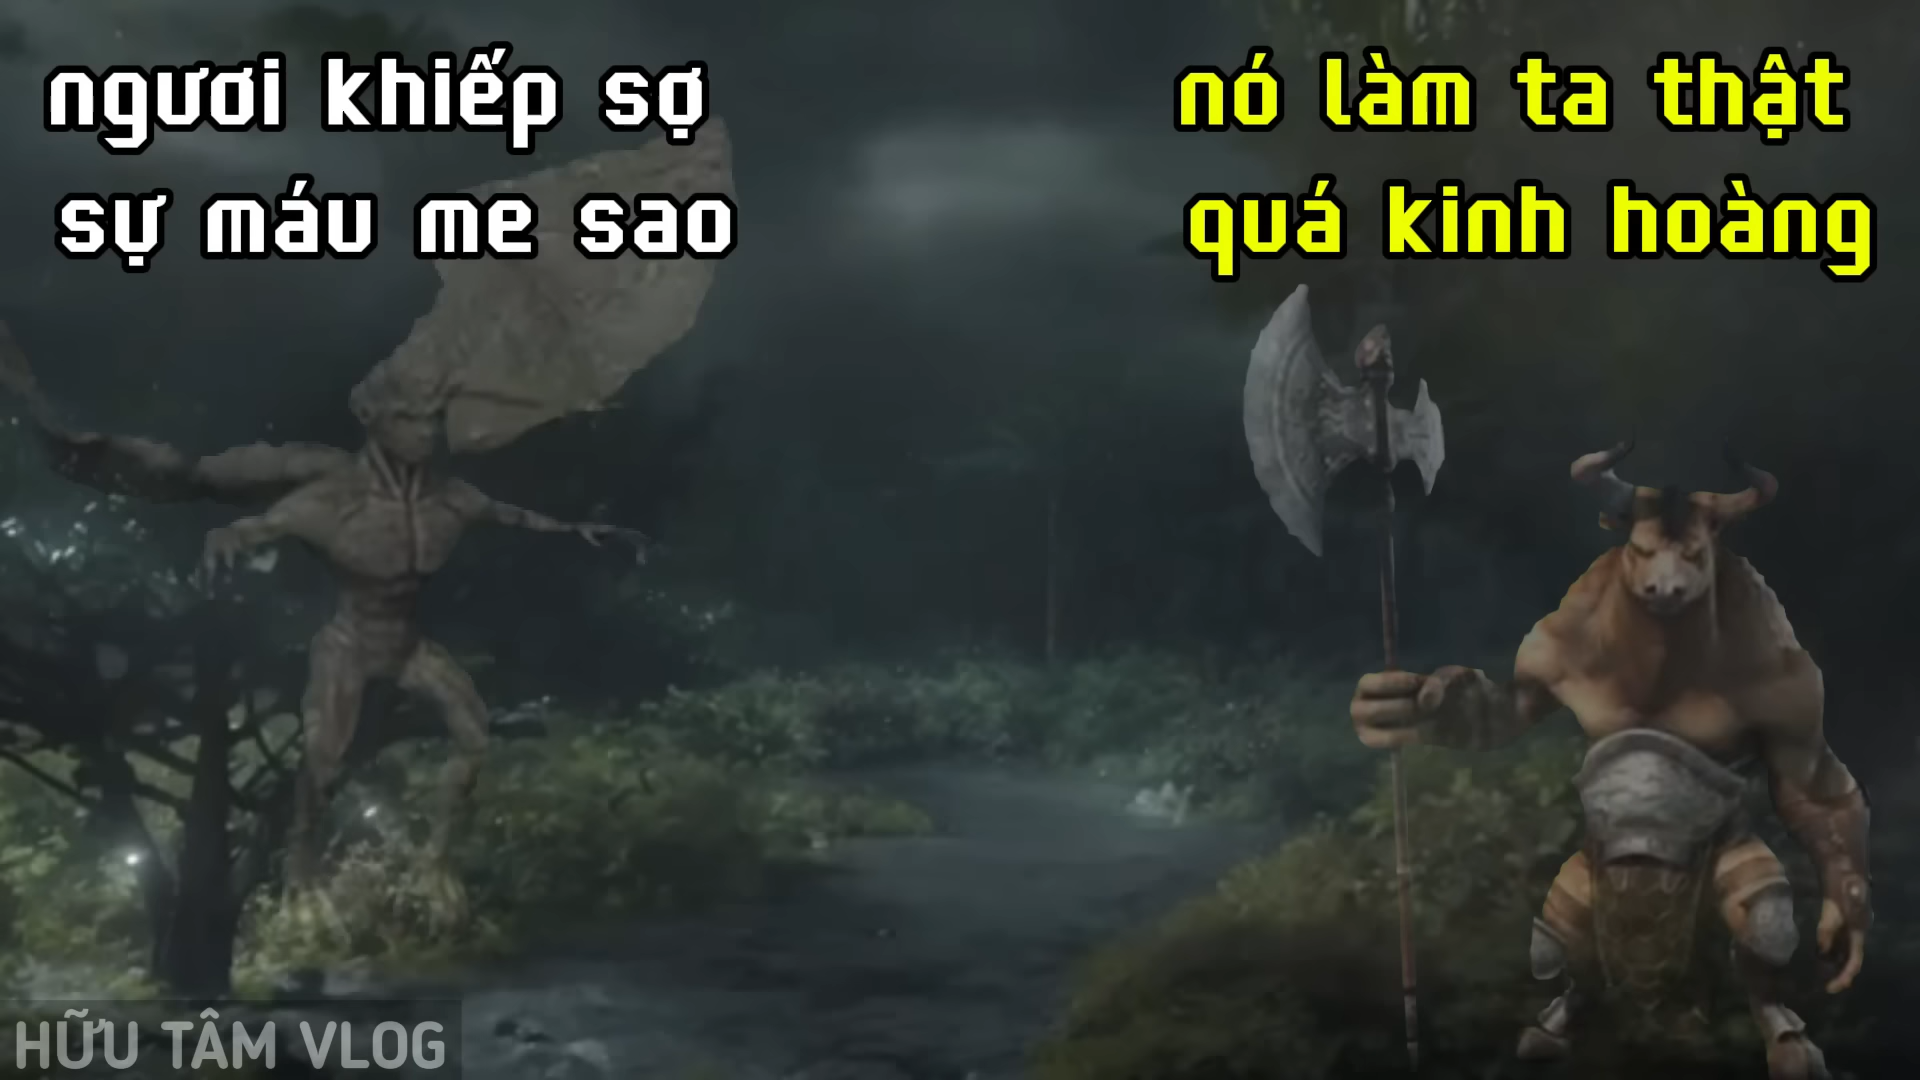 ngươi khiếp sợ
sự máu me sao
nó làm ta thật
quá kinh hoàng
HỮU TÂM VLOG